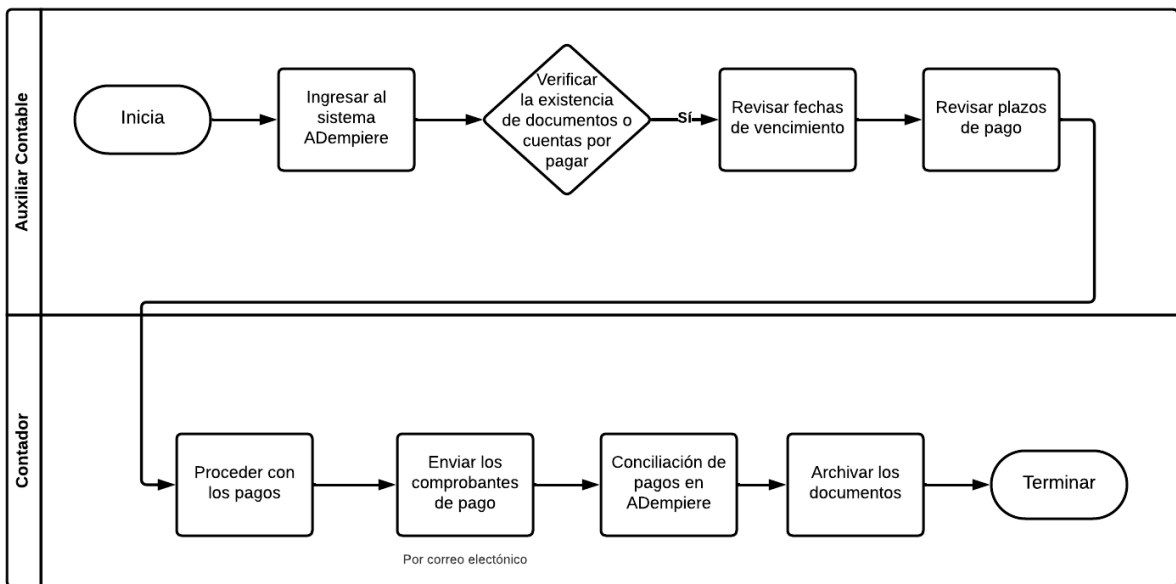 Auxiliar Contable
Inicia
Ingresar al
sistema
ADempiere
Verificar
la existencia
de documentos o
cuentas por
pagar
Sí
Revisar fechas
de vencimiento
Revisar plazos
de pago
Contador
Proceder con
los pagos
Enviar los
comprobantes
de pago
Por correo electónico
Conciliación de
pagos en
ADempiere
Archivar los
documentos
Terminar